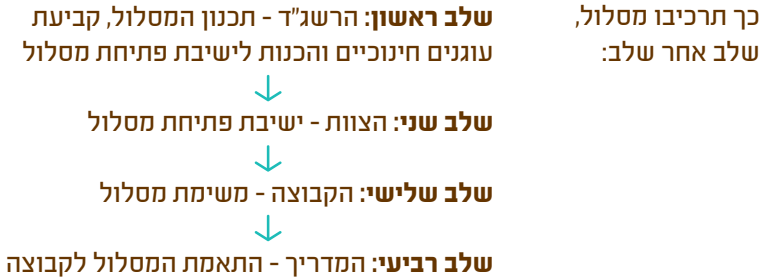 כך תרכיבו מסלול,
שלב אחר שלב:
שלב ראשון: הרשג"ד - תכנון המסלול, קביעת
עוגנים חינוכיים והכנות לישיבת פתיחת מסלול
שלב שני: הצוות - ישיבת פתיחת מסלול
שלב שלישי: הקבוצה - משימת מסלול
שלב רביעי: המדריך - התאמת המסלול לקבוצה